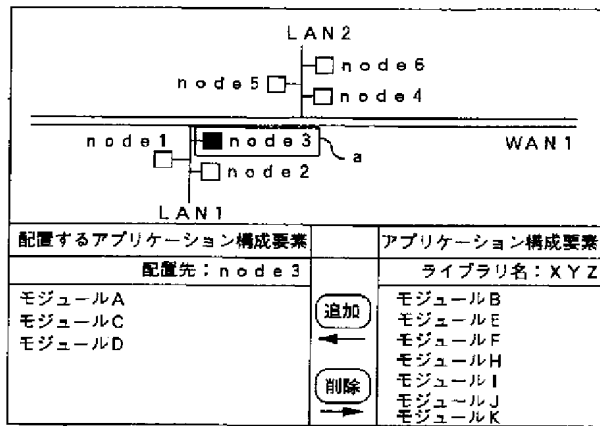 LAN2
node6
node5
node4
node1
node3
a
WAN1
node2
LAN1
配置するアプリケーション構成要素
配置先：node3
モジュールA
モジュールC
モジュールD
追加
削除
アプリケーション構成要素
ライブラリ名：XYZ
モジュールB
モジュールE
モジュールF
モジュールH
モジュールI
モジュールJ
モジュールK